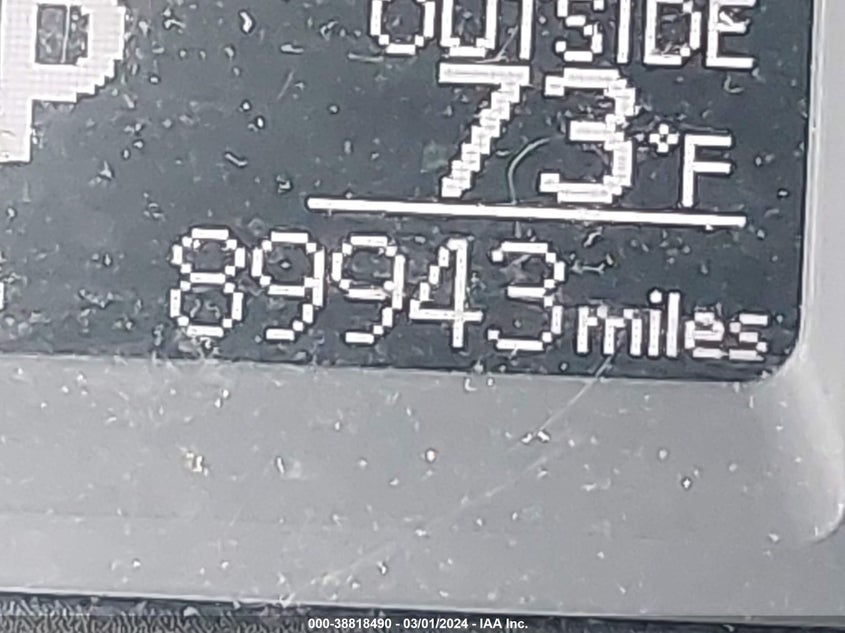 P
OUTSIDE
73°F
89943 miles
000-38818490 - 03/01/2024 - IAA Inc.